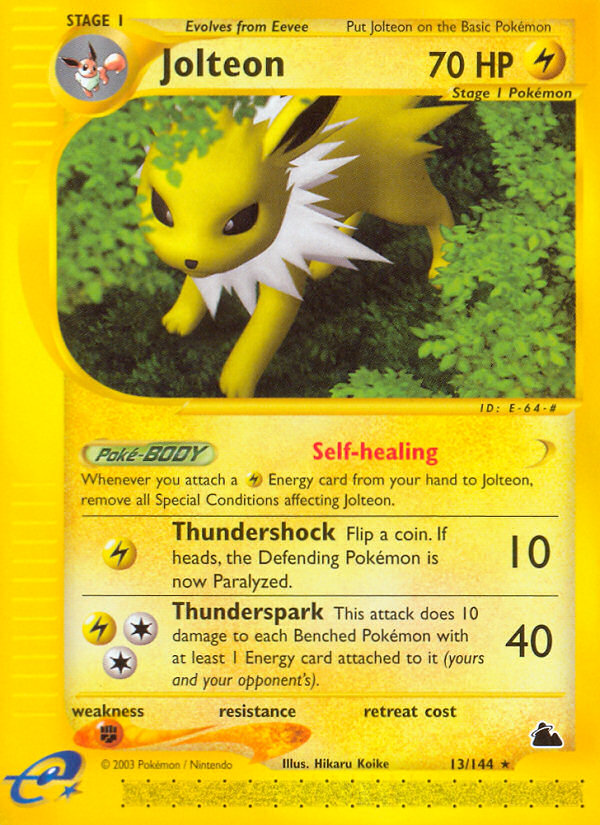 STAGE 1
Evolves from Eevee
Put Jolteon on the Basic Pokémon
Jolteon
70 HP
Stage 1 Pokémon
ID: E-64-#
Poké-BODY
Self-healing
Whenever you attach a Energy card from your hand to Jolteon,
remove all Special Conditions affecting Jolteon.
Thundershock Flip a coin. If
heads, the Defending Pokémon is
now Paralyzed.
10
Thunderspark This attack does 10
damage to each Benched Pokémon with
at least 1 Energy card attached to it (yours
and your opponent's).
40
weakness
resistance
retreat cost
© 2003 Pokémon / Nintendo
Illus. Hikaru Koike
13/144 ★
e